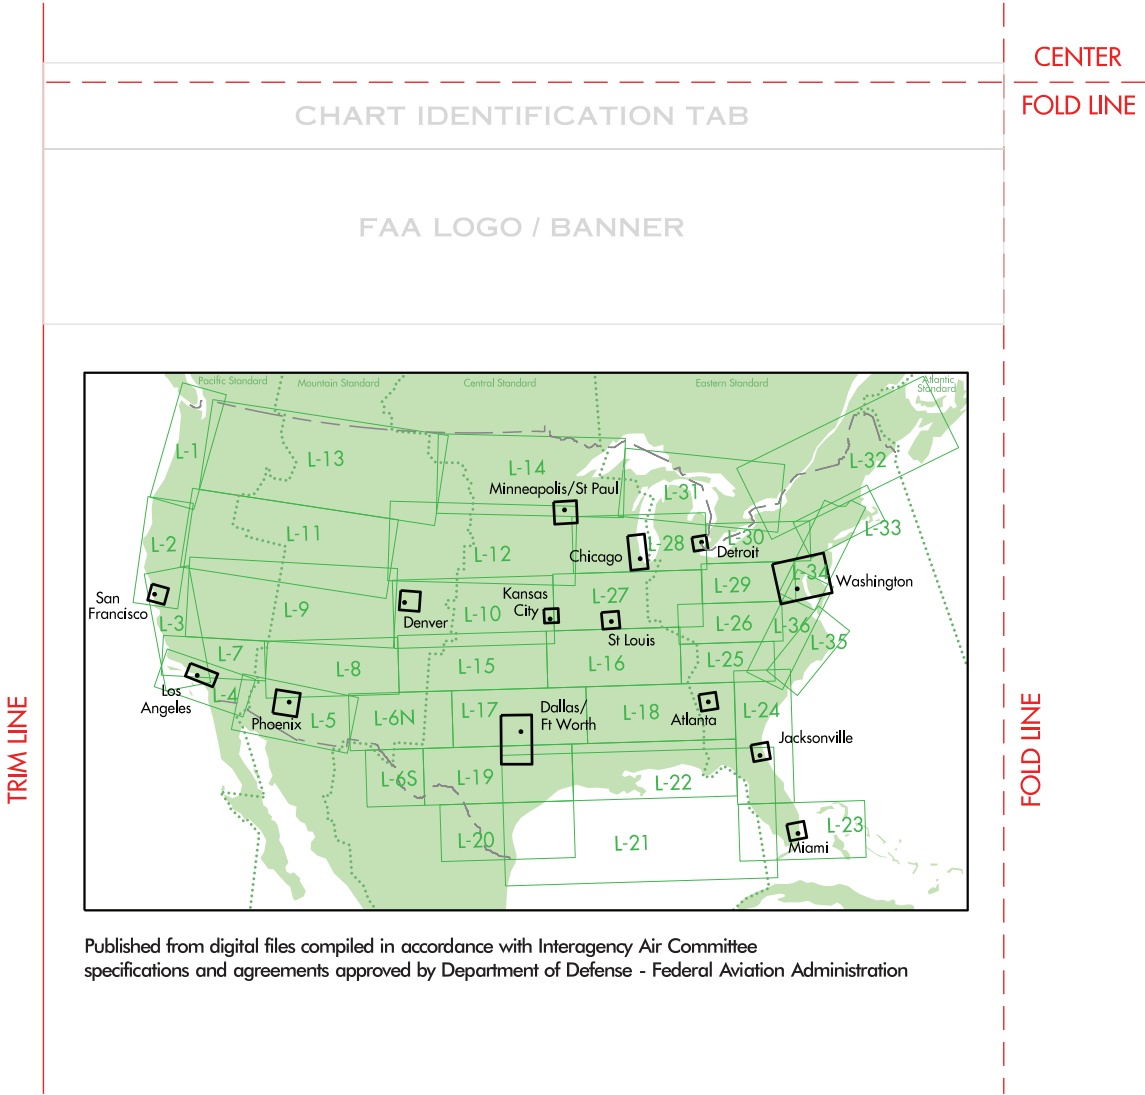 CENTER
FOLD LINE
CHART IDENTIFICATION TAB
FAA LOGO / BANNER
Pacific Standard
Mountain Standard
Central Standard
Eastern Standard
Atlantic
Standard
L-1
L-13
L-14
L-32
Minneapolis/St Paul
L-31
L-33
L-2
L-11
L-12
Chicago
L-28
L-30
Detroit
L-34
Washington
San
Francisco
L-3
L-9
Denver
L-10
Kansas
City
L-27
St Louis
L-29
L-26
L-36
L-35
L-7
L-8
L-15
L-16
L-25
Los
Angeles
L-4
Phoenix
L-5
L-6N
L-17
Dallas/
Ft Worth
L-18
Atlanta
L-24
Jacksonville
L-6S
L-19
L-22
L-20
L-21
L-23
Miami
TRIM LINE
FOLD LINE
Published from digital files compiled in accordance with Interagency Air Committee
specifications and agreements approved by Department of Defense - Federal Aviation Administration